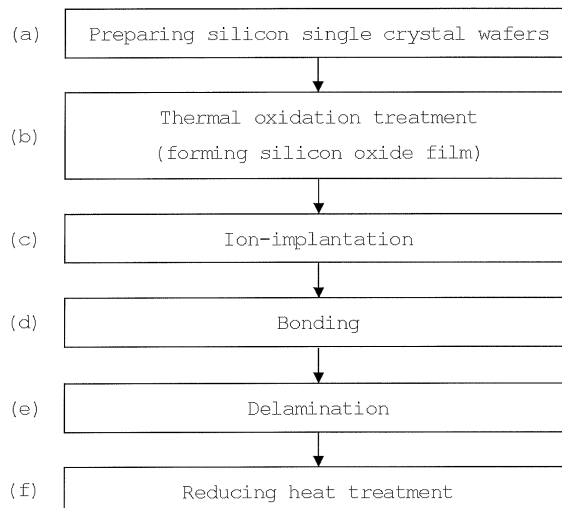 (a) Preparing silicon single crystal wafers
(b) Thermal oxidation treatment
(forming silicon oxide film)
(c) Ion-implantation
(d) Bonding
(e) Delamination
(f) Reducing heat treatment